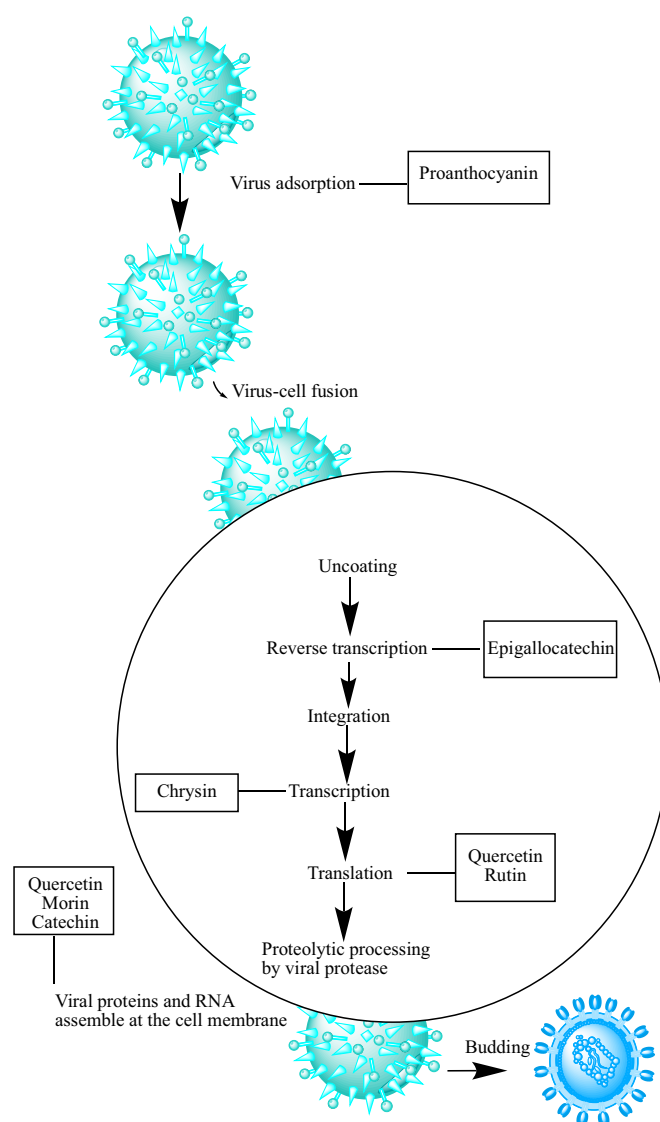 Virus adsorption
Proanthocyanin
Virus-cell fusion
Uncoating
Reverse transcription
Epigallocatechin
Integration
Chrysin
Transcription
Translation
Quercetin
Rutin
Quercetin
Morin
Catechin
Proteolytic processing
by viral protease
Viral proteins and RNA
assemble at the cell membrane
Budding